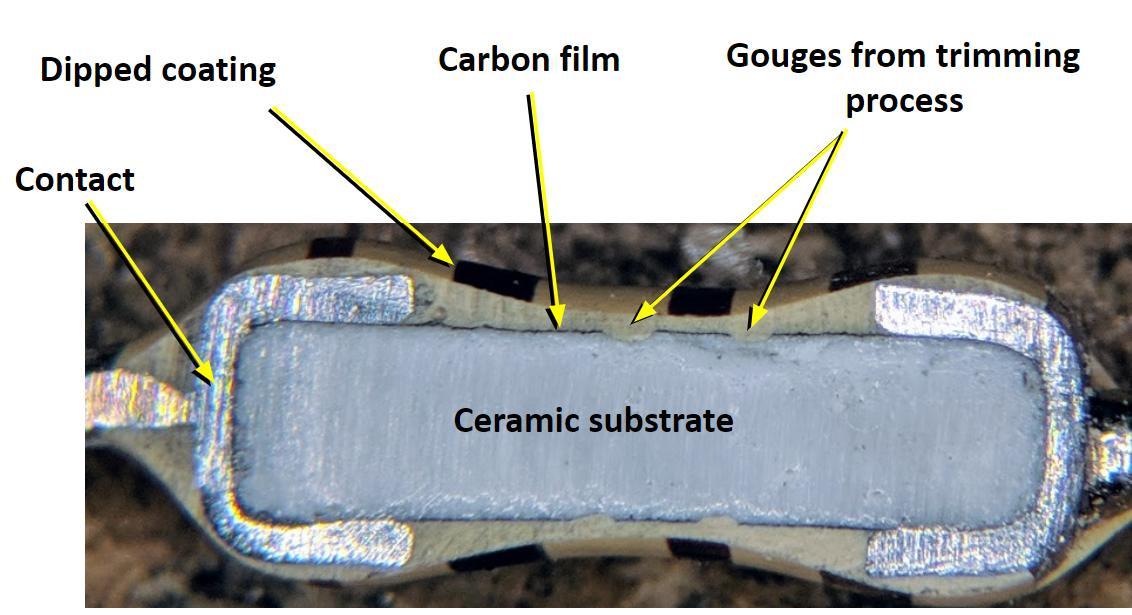 Dipped coating
Carbon film
Gouges from trimming
process
Contact
Ceramic substrate